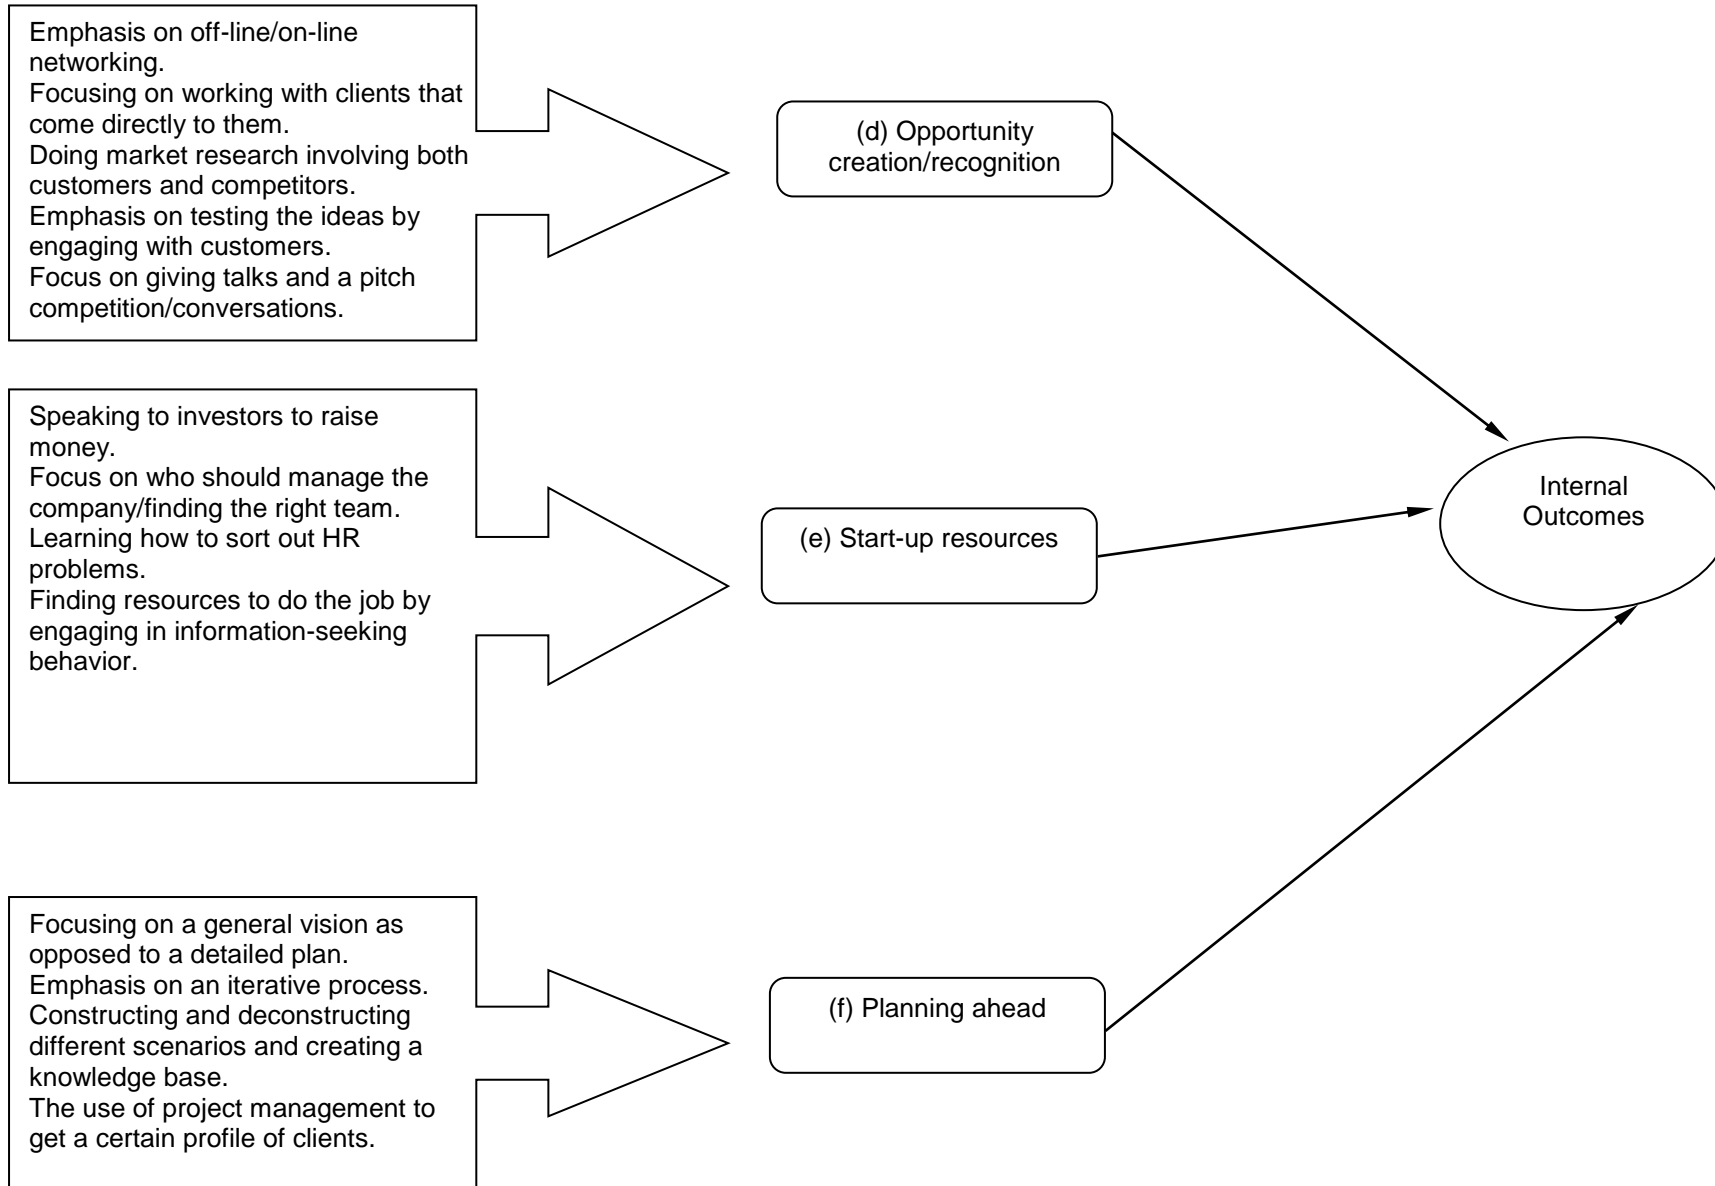 Emphasis on off-line/on-line
networking.
Focusing on working with clients that
come directly to them.
Doing market research involving both
customers and competitors.
Emphasis on testing the ideas by
engaging with customers.
Focus on giving talks and a pitch
competition/conversations.
(d) Opportunity
creation/recognition
Speaking to investors to raise
money.
Focus on who should manage the
company/finding the right team.
Learning how to sort out HR
problems.
Finding resources to do the job by
engaging in information-seeking
behavior.
(e) Start-up resources
Internal
Outcomes
Focusing on a general vision as
opposed to a detailed plan.
Emphasis on an iterative process.
Constructing and deconstructing
different scenarios and creating a
knowledge base.
The use of project management to
get a certain profile of clients.
(f) Planning ahead